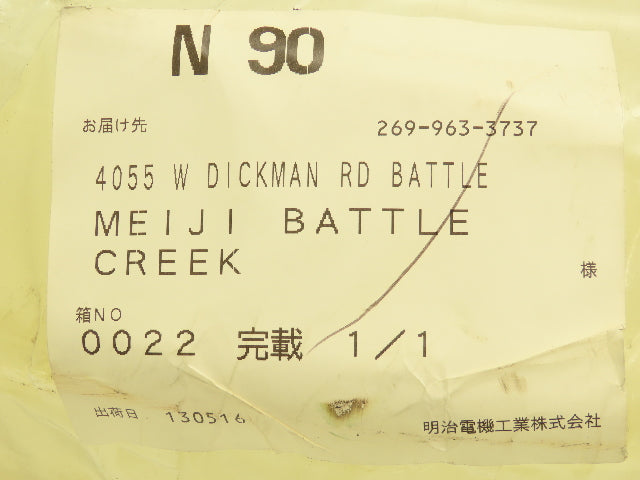 N 90
お届け先 269-963-3737
4055 W DICKMAN RD BATTLE
MEIJI BATTLE
CREEK
様
箱NO
0022 完載 1/1
出荷日 130516
明治電機工業株式会社